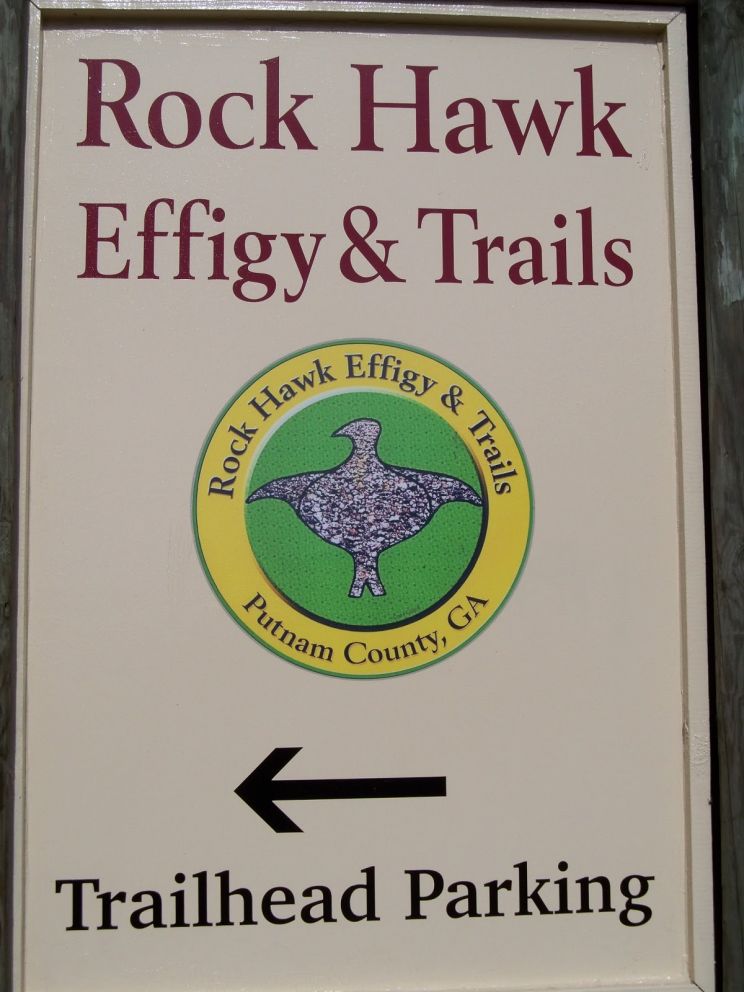 Rock Hawk
Effigy & Trails
Rock Hawk Effigy & Trails
Putnam County, GA
Trailhead Parking